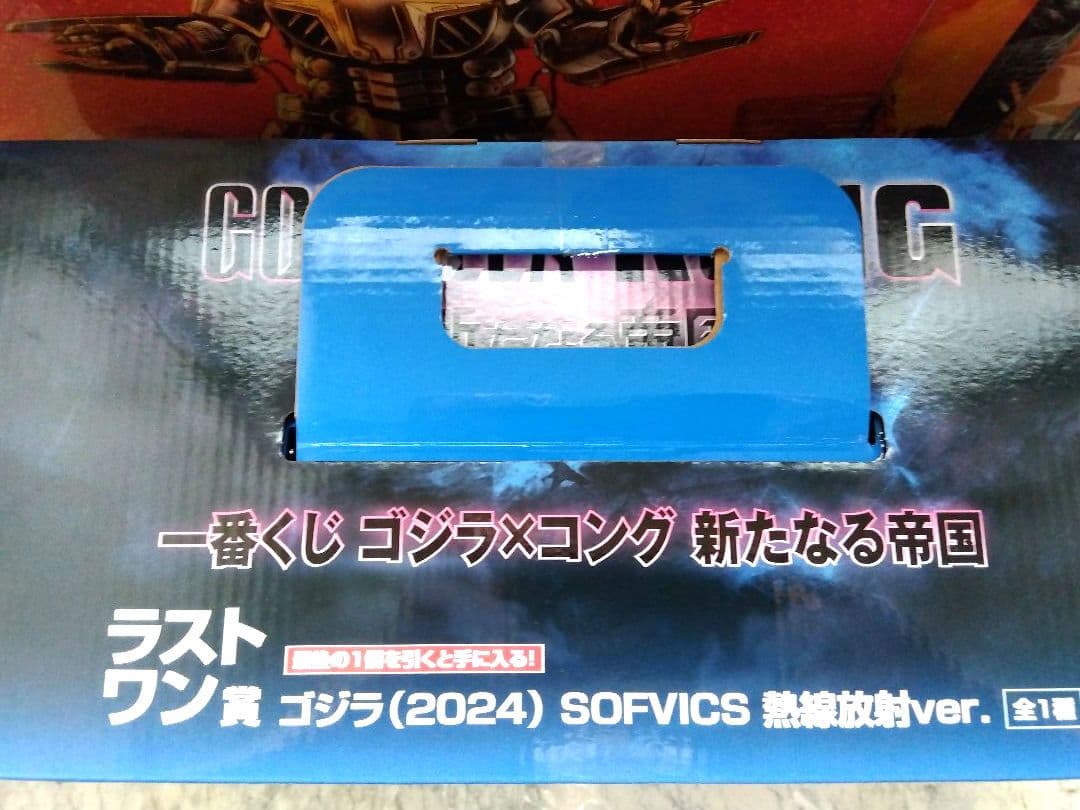 一番くじ ゴジラ×コング 新たなる帝国
ラスト
ワン賞
最後の1個を引くと手に入る!
ゴジラ(2024) SOFVICS 熱線放射ver. 全1種